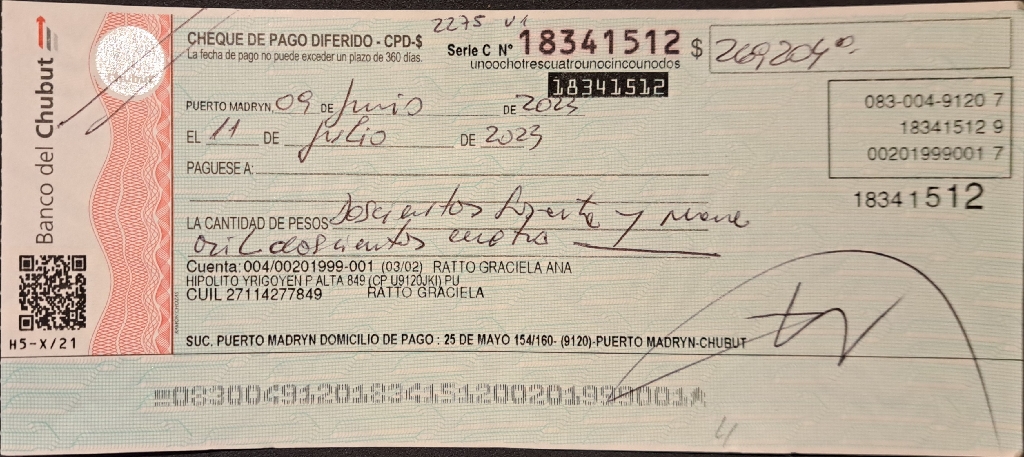 Banco del Chubut
H5-X/21
2275 v1
CHEQUE DE PAGO DIFERIDO - CPD-$
La fecha de pago no puede exceder un plazo de 360 días.
Serie C Nº 18341512
unoochotrescuatrounocincounodos
18341512
$ 269204
PUERTO MADRYN, 09 DE Junio DE 2023
EL 11 DE Julio DE 2023
PAGUESE A:
083-004-9120 7
18341512 9
00201999001 7
18341512
LA CANTIDAD DE PESOS Doscientos Sesenta y nueve
mil doscientos cuatro
Cuenta: 004/00201999-001 (03/02) RATTO GRACIELA ANA
HIPOLITO YRIGOYEN P ALTA 849 (CP U9120JKI) PU
CUIL 27114277849 RATTO GRACIELA
SUC. PUERTO MADRYN DOMICILIO DE PAGO : 25 DE MAYO 154/160- (9120)-PUERTO MADRYN-CHUBUT
08300491201834151200201999001
4